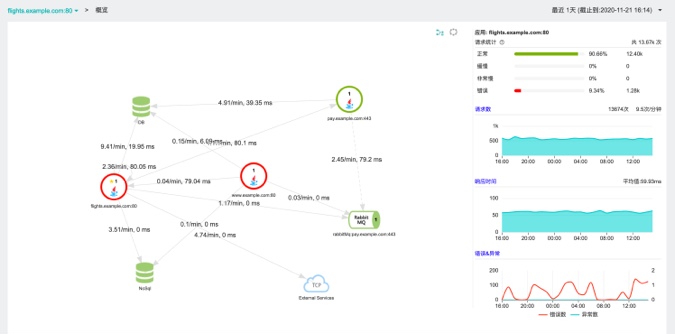 flights.example.com:80 > 概览
最近 1天 (截止到:2020-11-21 16:14)
DB
4.91/min, 39.35 ms
pay.example.com:443
9.41/min, 19.95 ms
0.15/min, 6.09 ms
/min, 80.1 ms
2.36/min, 80.05 ms
2.45/min, 79.2 ms
0.04/min, 79.04 ms
flights.example.com:80
www.example.com:80
1.17/min, 0 ms
0.03/min, 0 ms
Rabbit
MQ
0.1/min, 0 ms
3.51/min, 0 ms
4.74/min, 0 ms
NoSql
TCP
External Services
应用: flights.example.com:80
请求统计
共 13.67k 次
正常 90.66% 12.40k
缓慢 0% 0
非常慢 0% 0
错误 9.34% 1.28k
请求数 13674次 9.5次/分钟
1k
500
0
16:00 20:00 00:00 04:00 08:00 12:00
响应时间 平均值:59.93ms
100
50
0
16:00 20:00 00:00 04:00 08:00 12:00
错误&异常
200 2
100 1
0 0
16:00 20:00 00:00 04:00 08:00 12:00
错误数 异常数